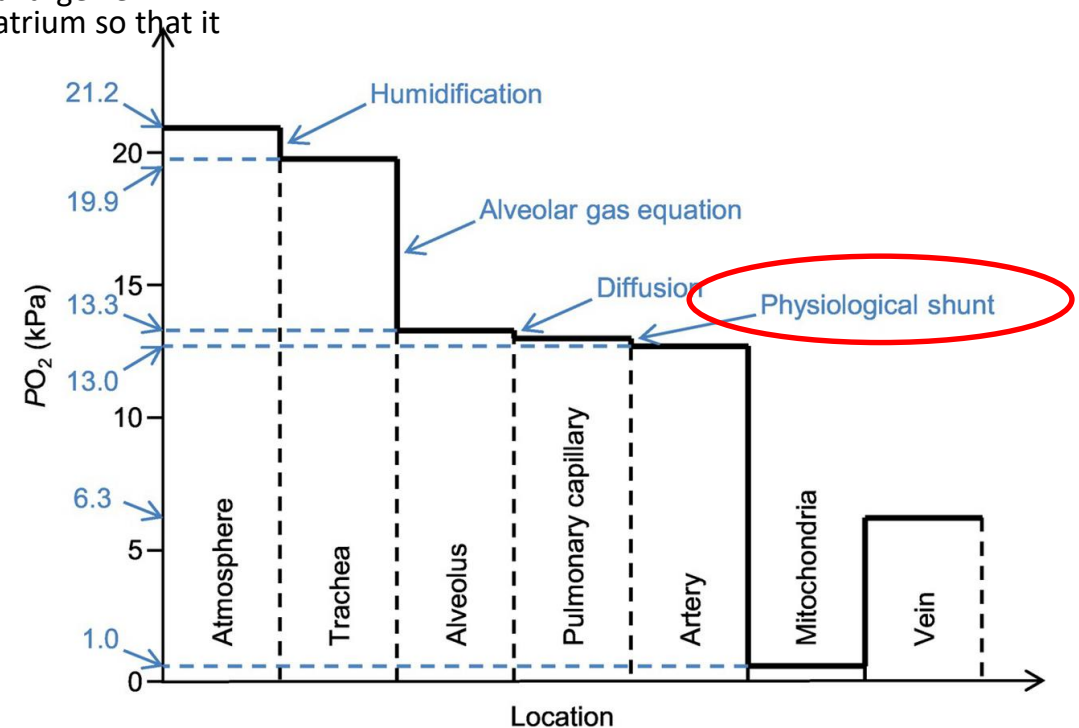 atrium so that it
21.2
Humidification
20
19.9
Alveolar gas equation
15
Diffusion
13.3
Physiological shunt
PO₂ (kPa)
13.0
10
6.3
5
1.0
0
Atmosphere
Trachea
Alveolus
Pulmonary capillary
Artery
Mitochondria
Vein
Location